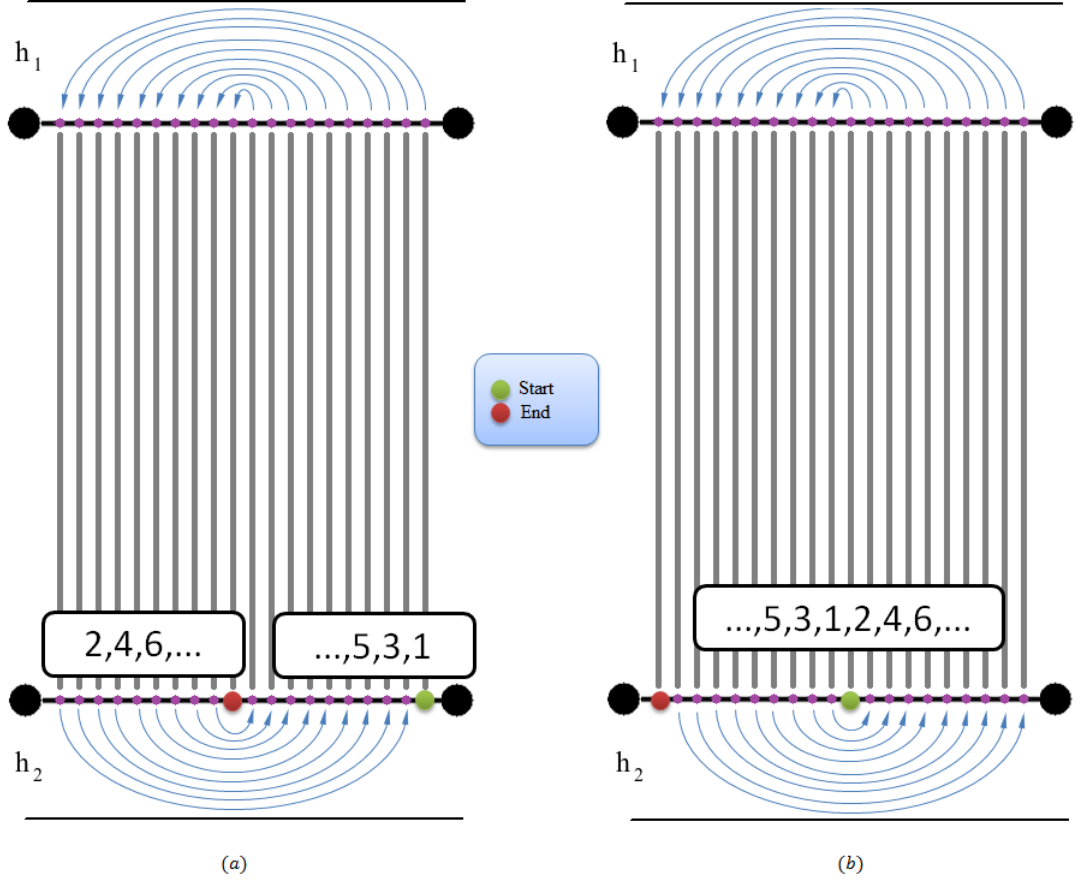 h1
h1
Start
End
2,4,6,...
...,5,3,1
...,5,3,1,2,4,6,...
h2
h2
(a)
(b)